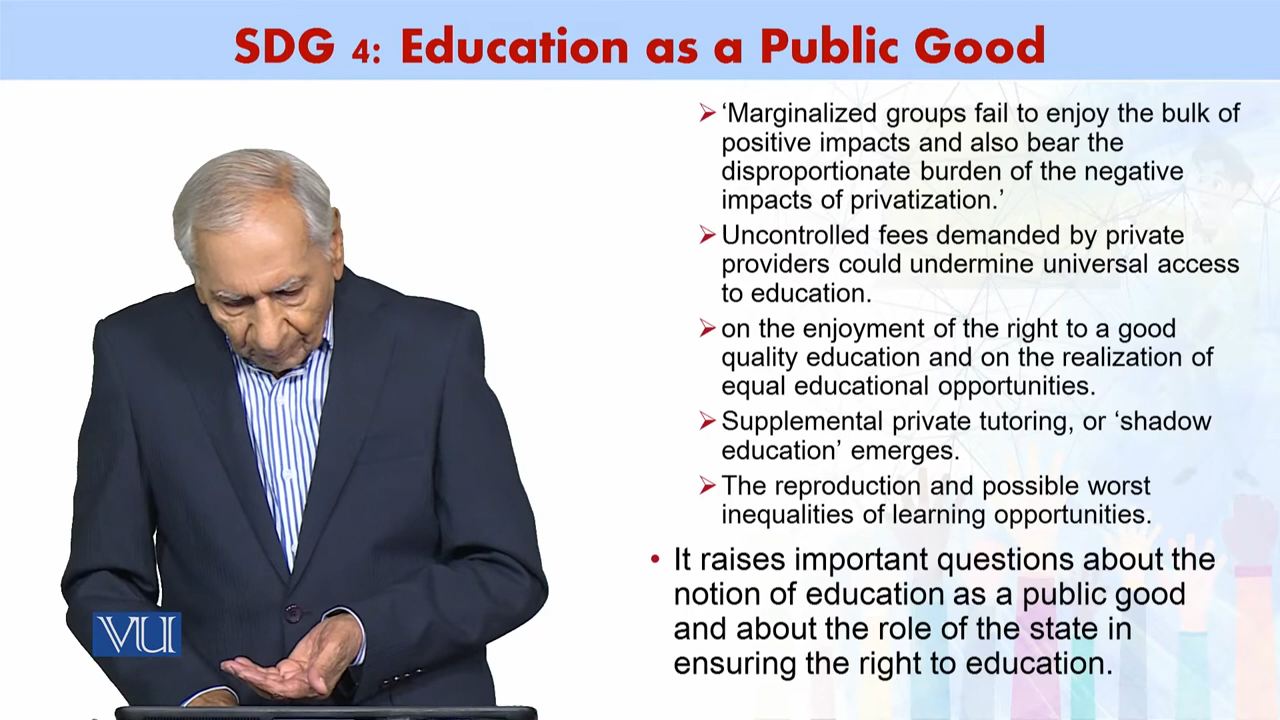 SDG 4: Education as a Public Good
‘Marginalized groups fail to enjoy the bulk of
positive impacts and also bear the
disproportionate burden of the negative
impacts of privatization.’
Uncontrolled fees demanded by private
providers could undermine universal access
to education.
on the enjoyment of the right to a good
quality education and on the realization of
equal educational opportunities.
Supplemental private tutoring, or ‘shadow
education’ emerges.
The reproduction and possible worst
inequalities of learning opportunities.
It raises important questions about the
notion of education as a public good
and about the role of the state in
ensuring the right to education.
VU